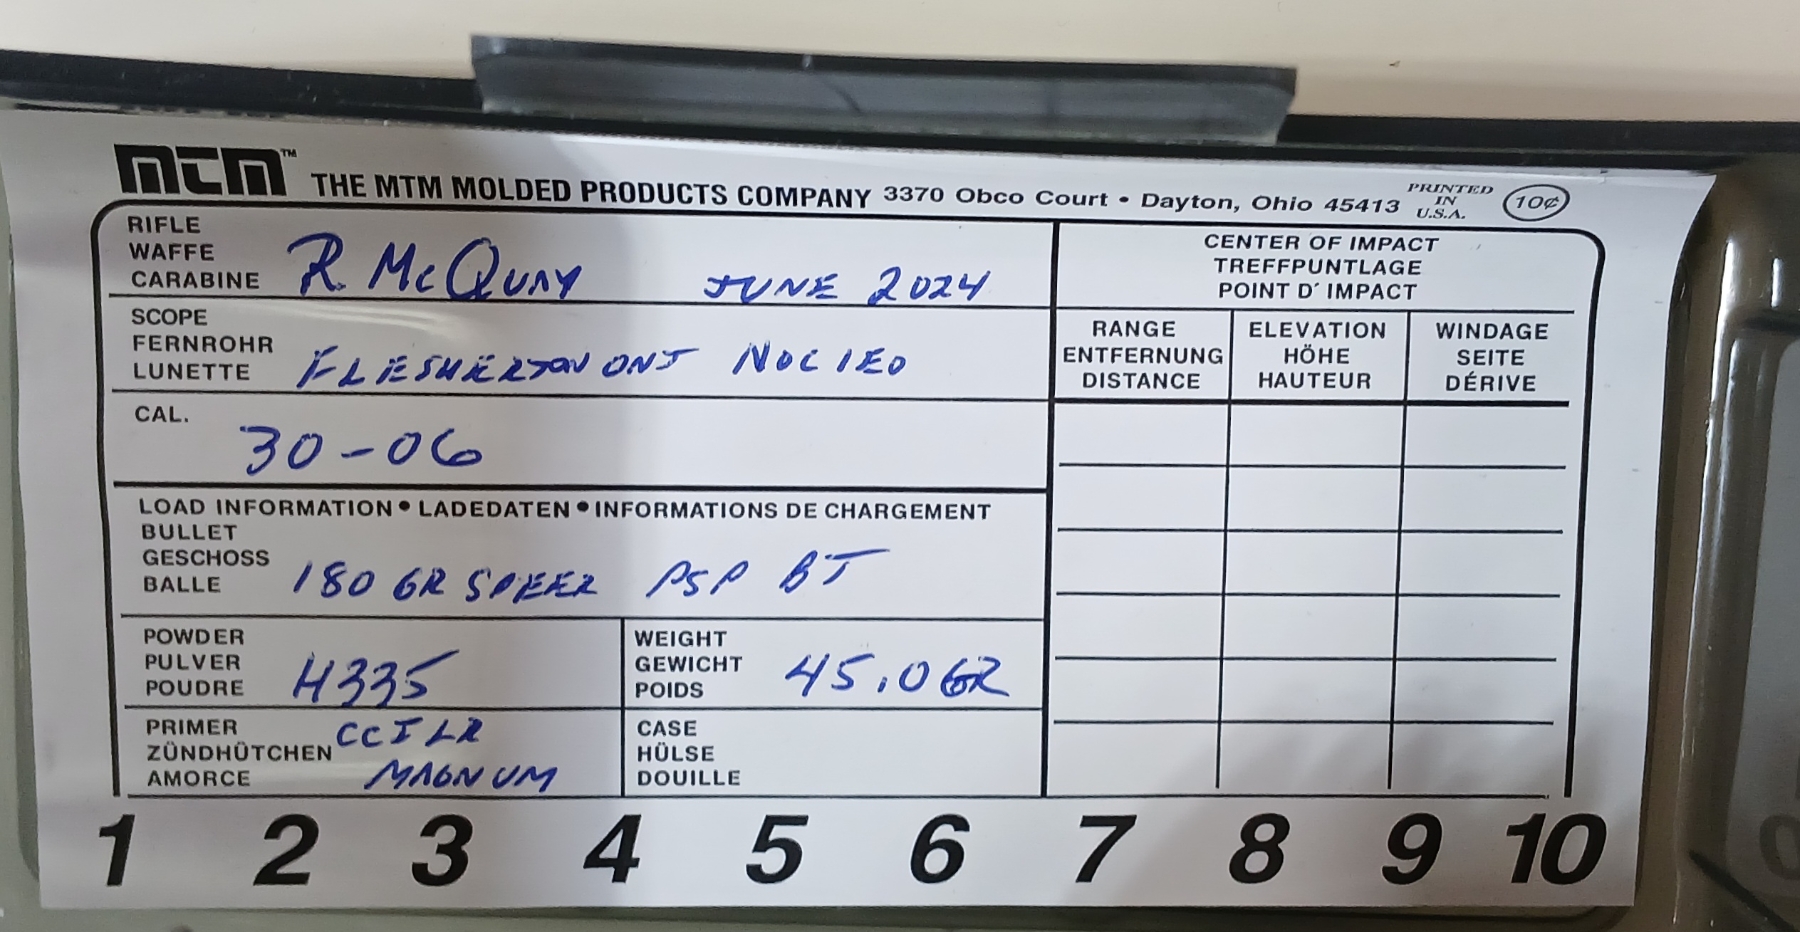 MTM™ THE MTM MOLDED PRODUCTS COMPANY 3370 Obco Court • Dayton, Ohio 45413 PRINTED IN U.S.A. 10¢
RIFLE
WAFFE
CARABINE R. McQUAY JUNE 2024
SCOPE
FERNROHR
LUNETTE FLESHERTON ONT NOC IEO
CAL.
30-06
LOAD INFORMATION • LADEDATEN • INFORMATIONS DE CHARGEMENT
BULLET
GESCHOSS
BALLE 180 GR SPEER PSP BT
POWDER
PULVER
POUDRE H335
WEIGHT
GEWICHT
POIDS 45.0 GR
PRIMER
ZÜNDHÜTCHEN
AMORCE CCI LR
MAGNUM
CASE
HÜLSE
DOUILLE
CENTER OF IMPACT
TREFFPUNTLAGE
POINT D' IMPACT
RANGE
ENTFERNUNG
DISTANCE
ELEVATION
HÖHE
HAUTEUR
WINDAGE
SEITE
DÉRIVE
1 2 3 4 5 6 7 8 9 10